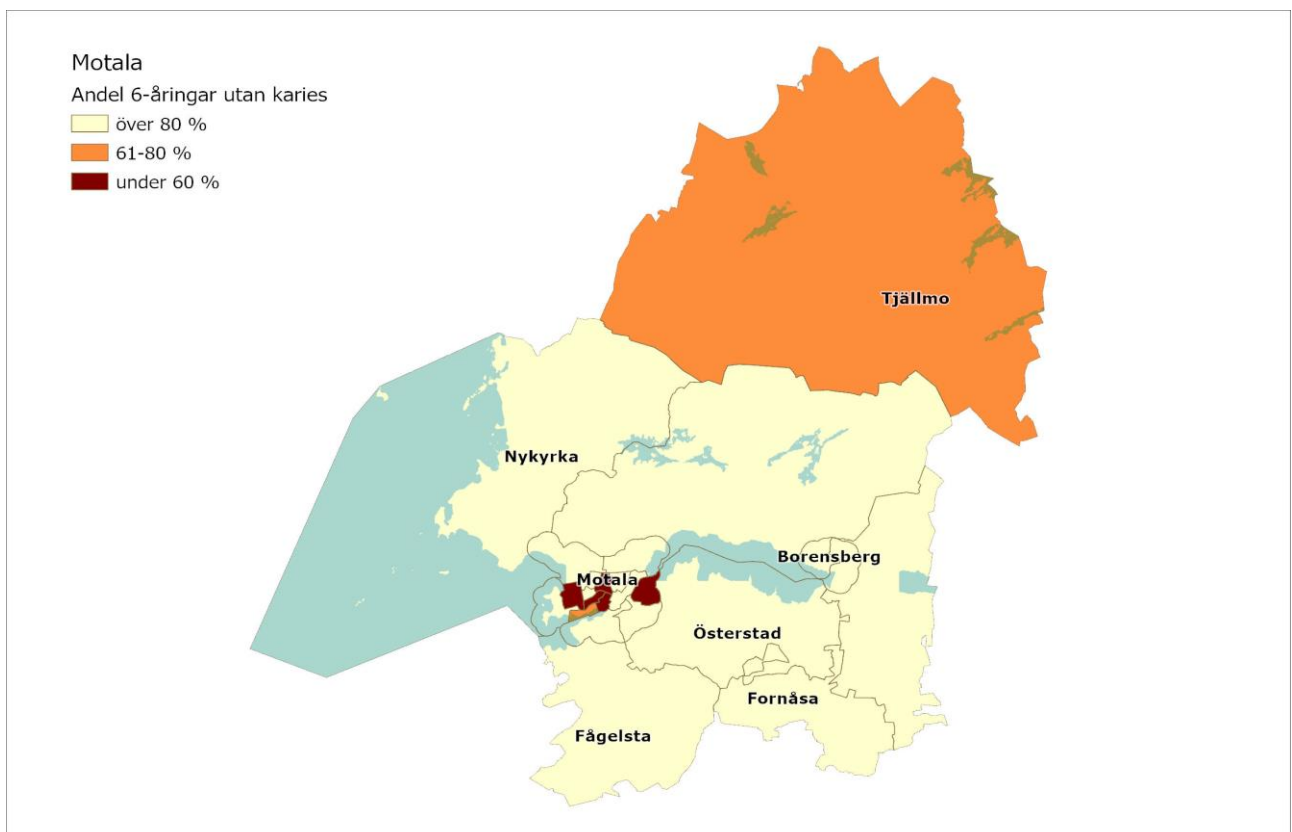 Motala
Andel 6-åringar utan karies
över 80 %
61-80 %
under 60 %
Tjällmo
Nykyrka
Borensberg
Motala
Österstad
Fornåsa
Fågelsta